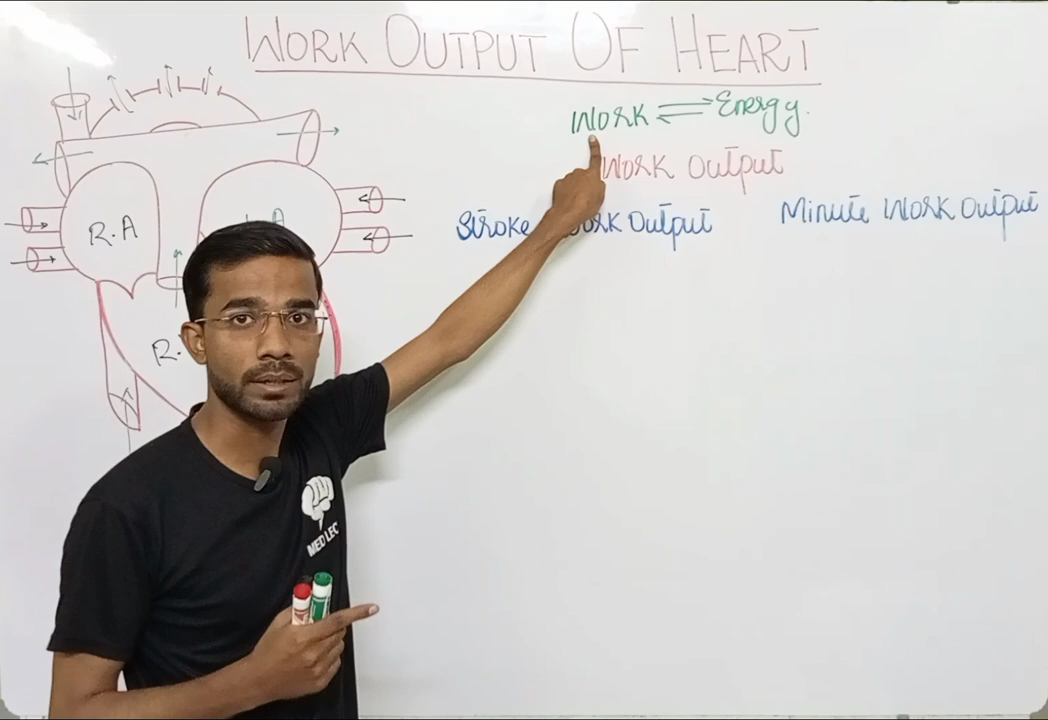 WORK OUTPUT OF HEART
Work ⇌ Energy.
Work Output
Stroke Work Output
Minute Work Output
R.A
L.A
R.
MED LEC